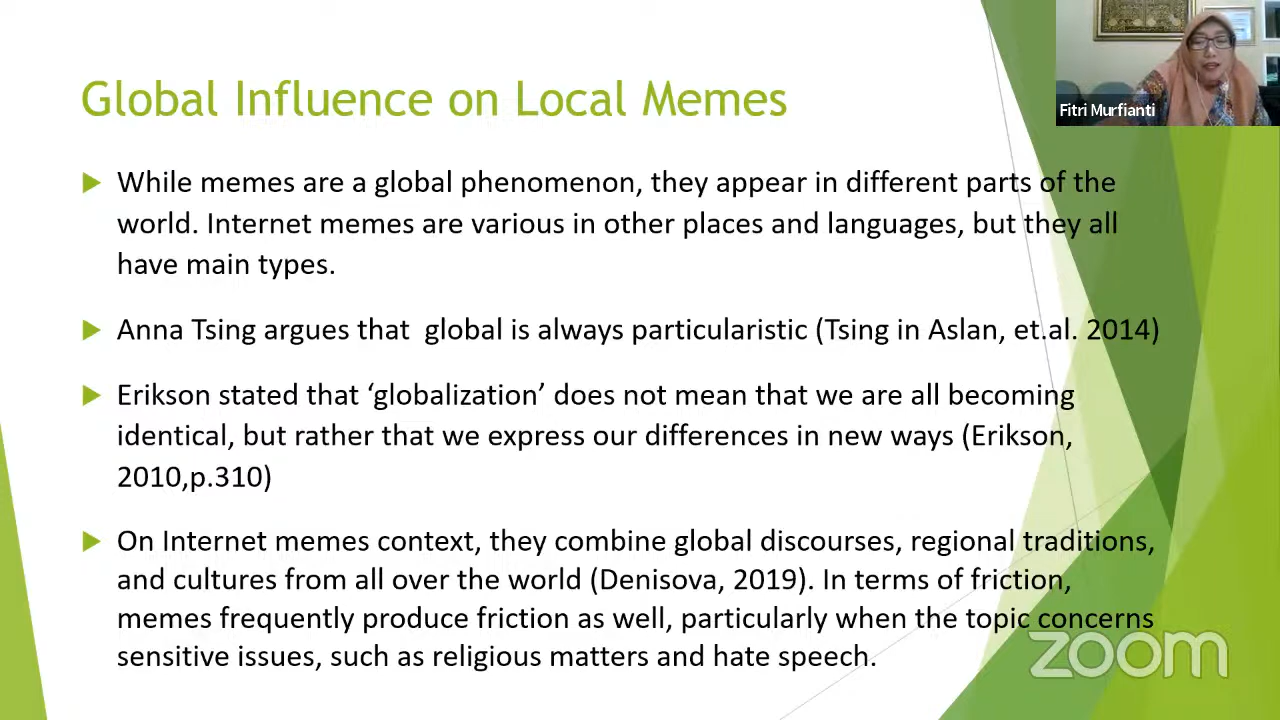 Global Influence on Local Memes
Fitri Murfianti
While memes are a global phenomenon, they appear in different parts of the
world. Internet memes are various in other places and languages, but they all
have main types.
Anna Tsing argues that  global is always particularistic (Tsing in Aslan, et.al. 2014)
Erikson stated that ‘globalization’ does not mean that we are all becoming
identical, but rather that we express our differences in new ways (Erikson,
2010,p.310)
On Internet memes context, they combine global discourses, regional traditions,
and cultures from all over the world (Denisova, 2019). In terms of friction,
memes frequently produce friction as well, particularly when the topic concerns
sensitive issues, such as religious matters and hate speech.
zoom